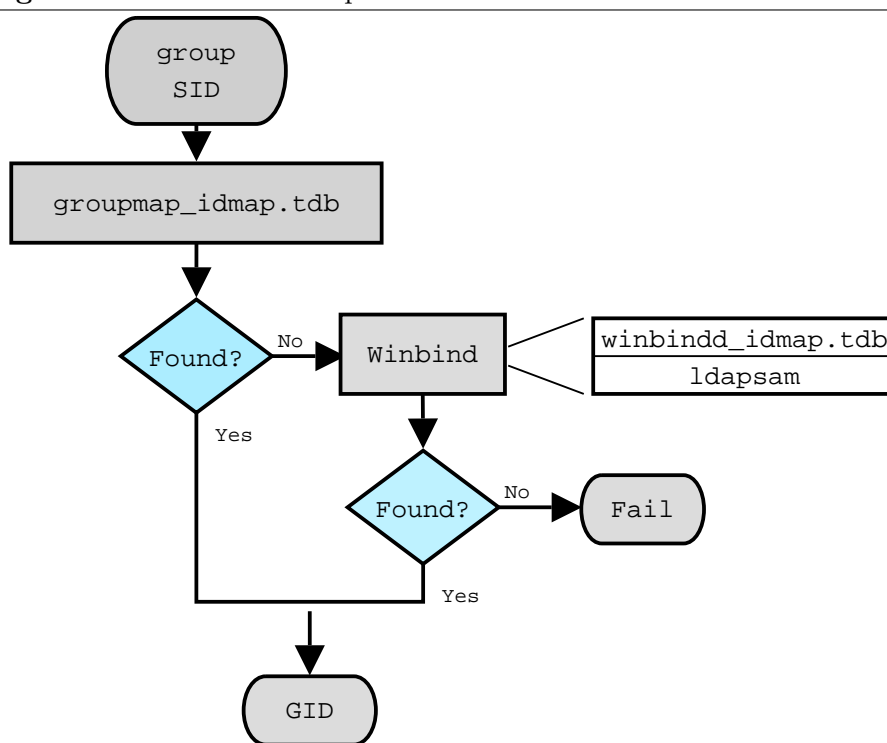 group
SID
groupmap_idmap.tdb
Found?
No
Winbind
winbindd_idmap.tdb
ldapsam
Yes
Found?
No
Fail
Yes
GID